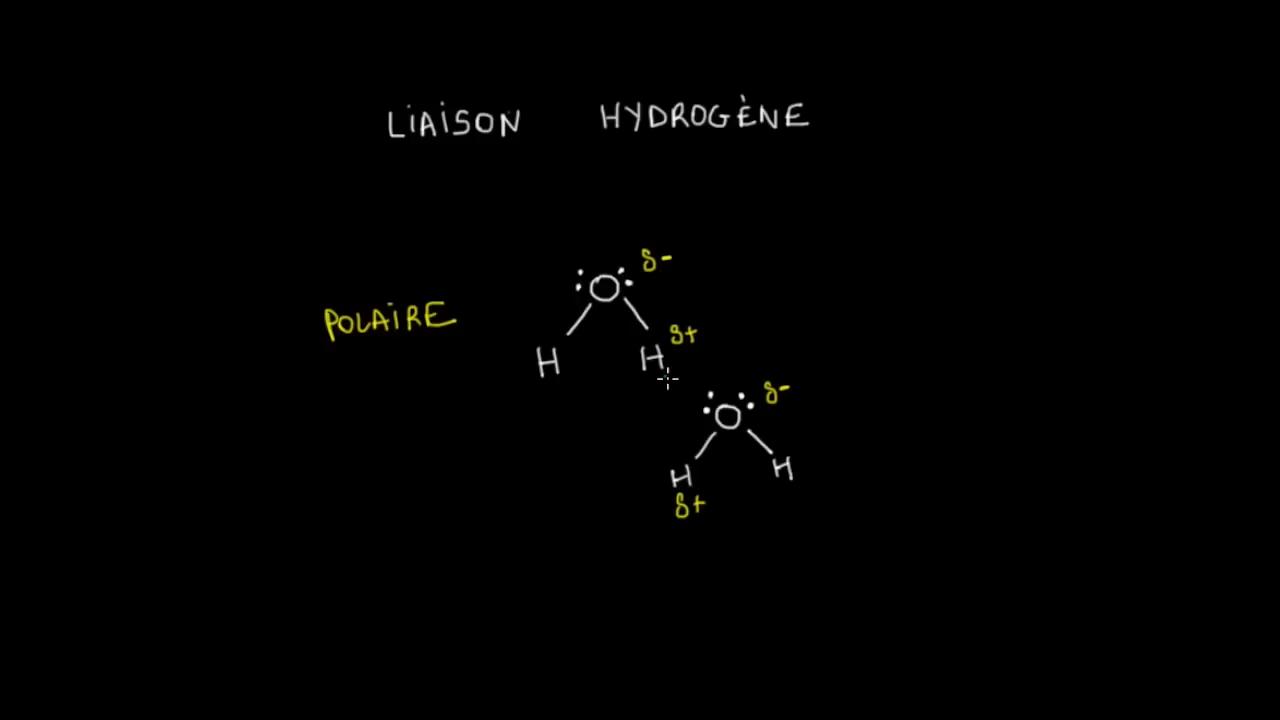 LIAISON HYDROGÈNE
δ-
O
POLAIRE
δ+
H H
δ-
O
H H
δ+